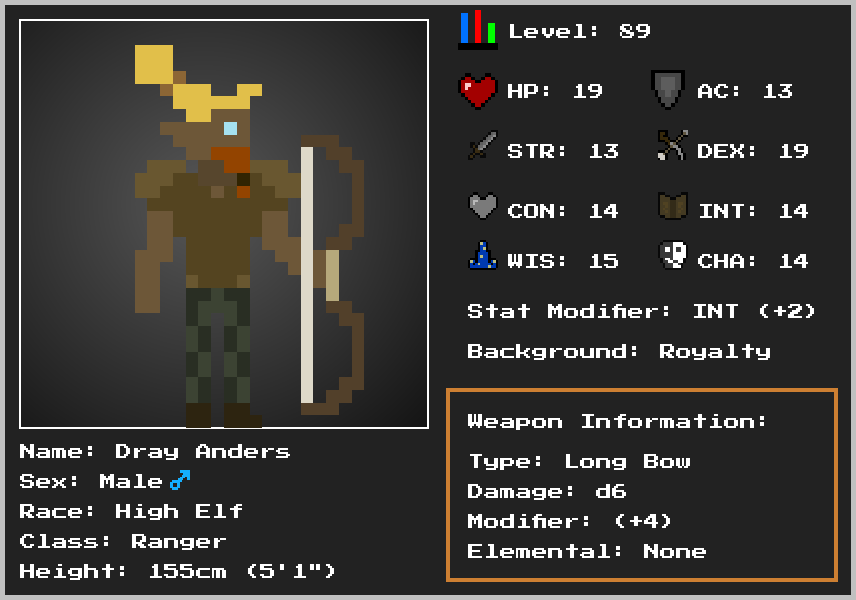 Level: 89
HP: 19 AC: 13
STR: 13 DEX: 19
CON: 14 INT: 14
WIS: 15 CHA: 14
Stat Modifier: INT (+2)
Background: Royalty
Weapon Information:
Type: Long Bow
Damage: d6
Modifier: (+4)
Elemental: None
Name: Dray Anders
Sex: Male♂
Race: High Elf
Class: Ranger
Height: 155cm (5'1")